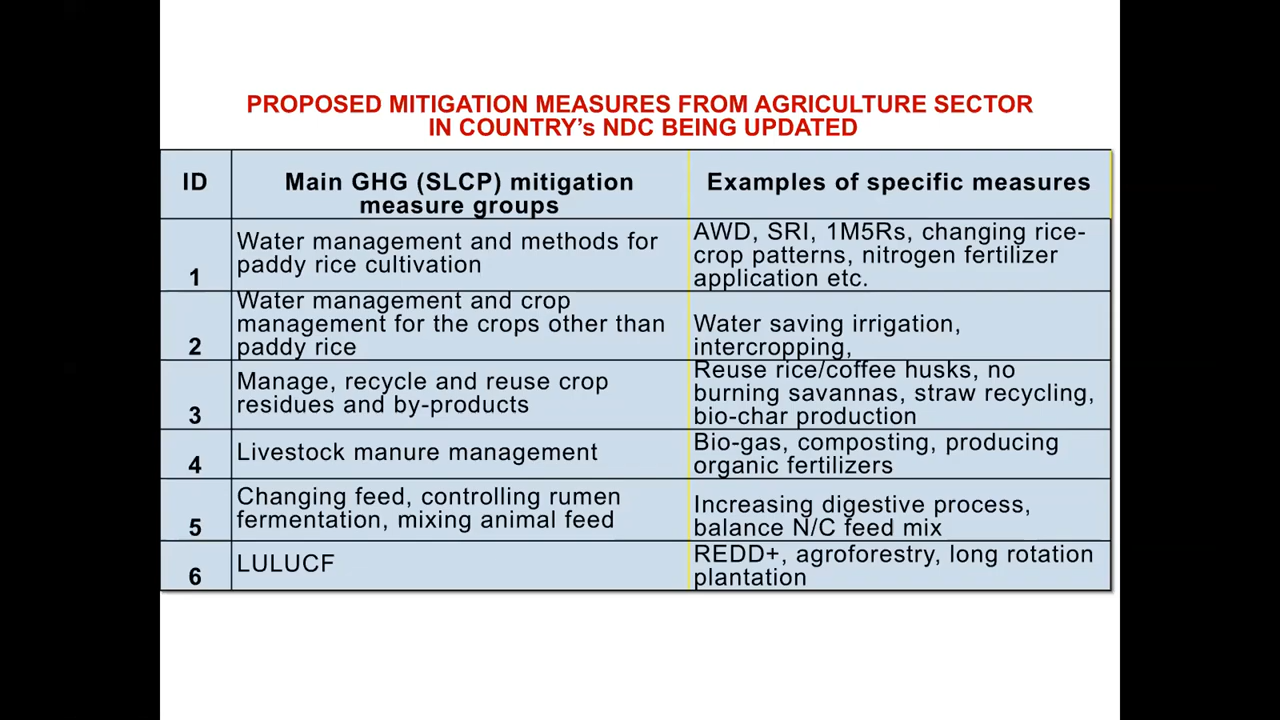 PROPOSED MITIGATION MEASURES FROM AGRICULTURE SECTOR
IN COUNTRY's NDC BEING UPDATED
ID
Main GHG (SLCP) mitigation
measure groups
Examples of specific measures
1
Water management and methods for
paddy rice cultivation
AWD, SRI, 1M5Rs, changing rice-
crop patterns, nitrogen fertilizer
application etc.
2
Water management and crop
management for the crops other than
paddy rice
Water saving irrigation,
intercropping,
3
Manage, recycle and reuse crop
residues and by-products
Reuse rice/coffee husks, no
burning savannas, straw recycling,
bio-char production
4
Livestock manure management
Bio-gas, composting, producing
organic fertilizers
5
Changing feed, controlling rumen
fermentation, mixing animal feed
Increasing digestive process,
balance N/C feed mix
6
LULUCF
REDD+, agroforestry, long rotation
plantation